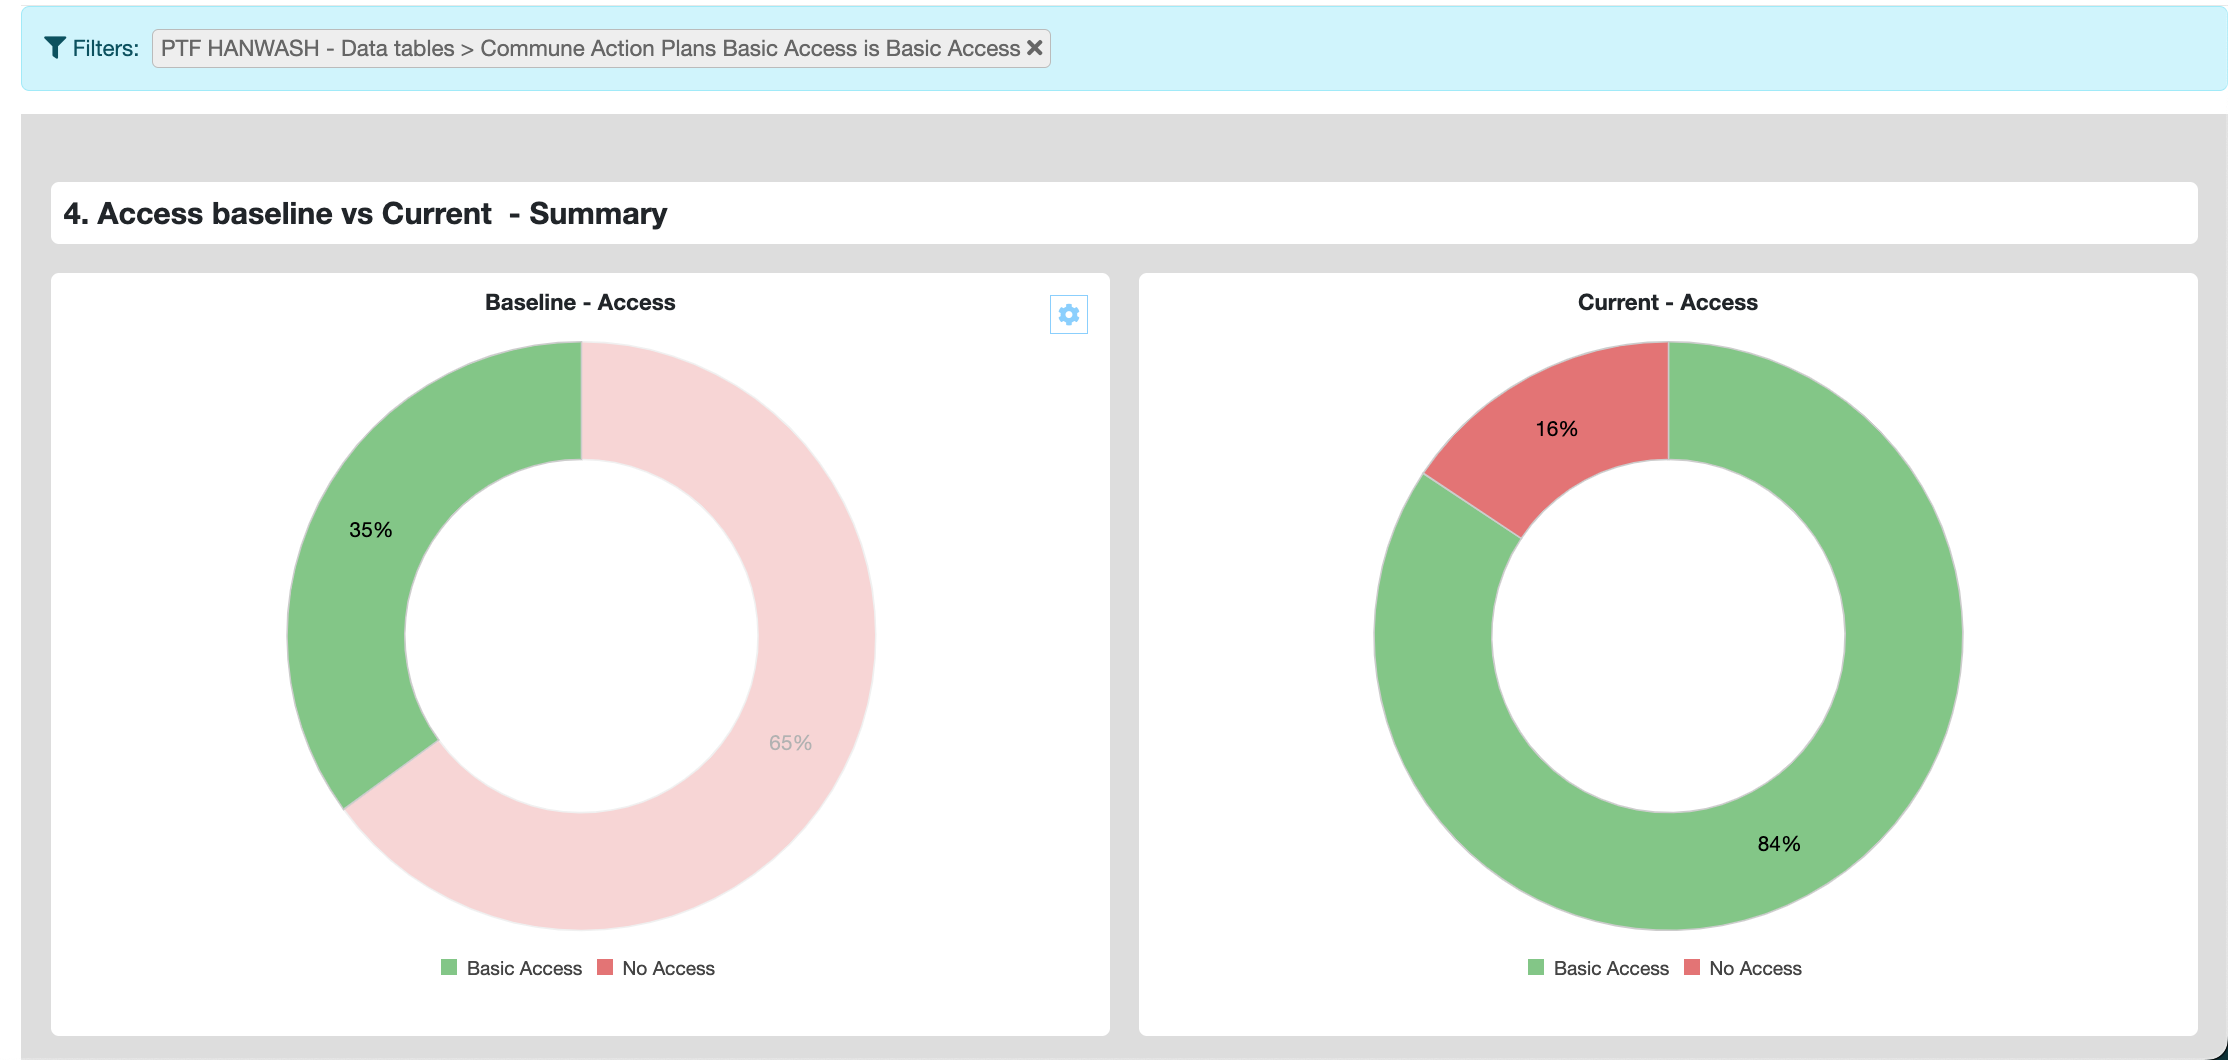 Filters: PTF HANWASH - Data tables > Commune Action Plans Basic Access is Basic Access
4. Access baseline vs Current - Summary
Baseline - Access
35%
65%
Basic Access No Access
Current - Access
16%
84%
Basic Access No Access